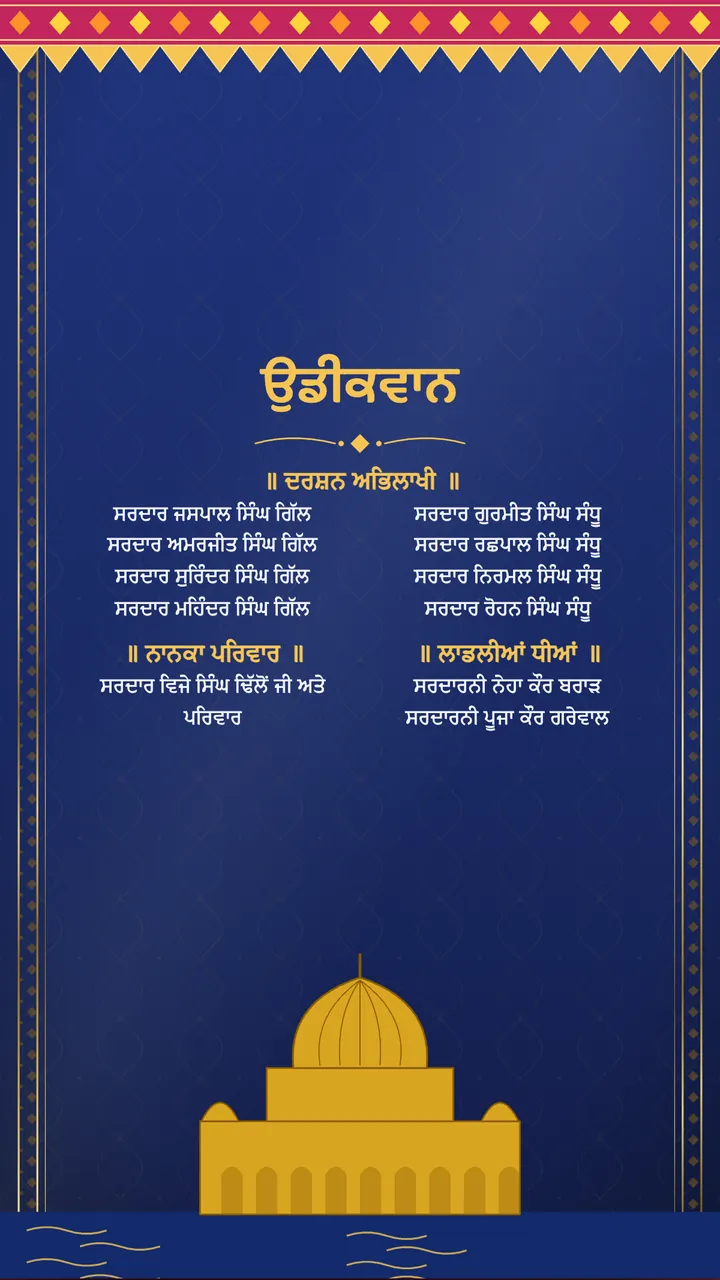 ਉਡੀਕਵਾਨ
॥ ਦਰਸ਼ਨ ਅਭਿਲਾਖੀ ॥
ਸਰਦਾਰ ਜਸਪਾਲ ਸਿੰਘ ਗਿੱਲ
ਸਰਦਾਰ ਅਮਰਜੀਤ ਸਿੰਘ ਗਿੱਲ
ਸਰਦਾਰ ਸੁਰਿੰਦਰ ਸਿੰਘ ਗਿੱਲ
ਸਰਦਾਰ ਮਹਿੰਦਰ ਸਿੰਘ ਗਿੱਲ
ਸਰਦਾਰ ਗੁਰਮੀਤ ਸਿੰਘ ਸੰਧੂ
ਸਰਦਾਰ ਰਛਪਾਲ ਸਿੰਘ ਸੰਧੂ
ਸਰਦਾਰ ਨਿਰਮਲ ਸਿੰਘ ਸੰਧੂ
ਸਰਦਾਰ ਰੋਹਨ ਸਿੰਘ ਸੰਧੂ
॥ ਨਾਨਕਾ ਪਰਿਵਾਰ ॥
ਸਰਦਾਰ ਵਿਜੇ ਸਿੰਘ ਢਿੱਲੋਂ ਜੀ ਅਤੇ
ਪਰਿਵਾਰ
॥ ਲਾਡਲੀਆਂ ਧੀਆਂ ॥
ਸਰਦਾਰਨੀ ਨੇਹਾ ਕੌਰ ਬਰਾੜ
ਸਰਦਾਰਨੀ ਪੂਜਾ ਕੌਰ ਗਰੇਵਾਲ